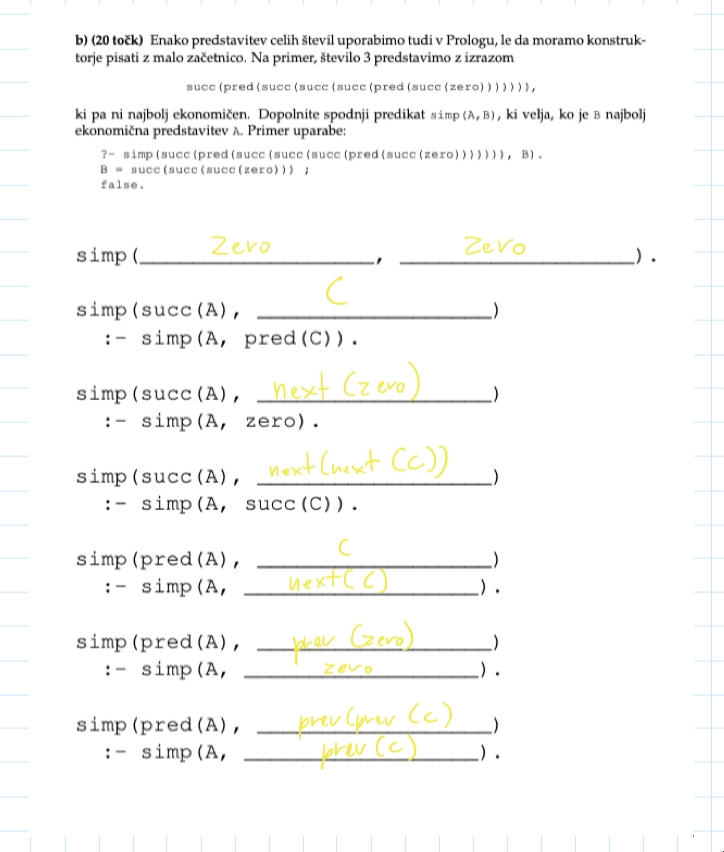 b) (20 točk) Enako predstavitev celih števil uporabimo tudi v Prologu, le da moramo konstruk-
torje pisati z malo začetnico. Na primer, število 3 predstavimo z izrazom
succ(pred(succ(succ(succ(pred(succ(zero))))))),
ki pa ni najbolj ekonomičen. Dopolnite spodnji predikat simp(A,B), ki velja, ko je B najbolj
ekonomična predstavitev A. Primer uparabe:
?- simp(succ(pred(succ(succ(succ(pred(succ(zero))))))), B).
B = succ(succ(succ(zero))) ;
false.
simp(zero, zero).
simp(succ(A), C)
:- simp(A, pred(C)).
simp(succ(A), next(zero))
:- simp(A, zero).
simp(succ(A), next(next(C)))
:- simp(A, succ(C)).
simp(pred(A), C)
:- simp(A, next(C)).
simp(pred(A), prev(zero))
:- simp(A, zero).
simp(pred(A), prev(prev(C))
:- simp(A, prev(C)).